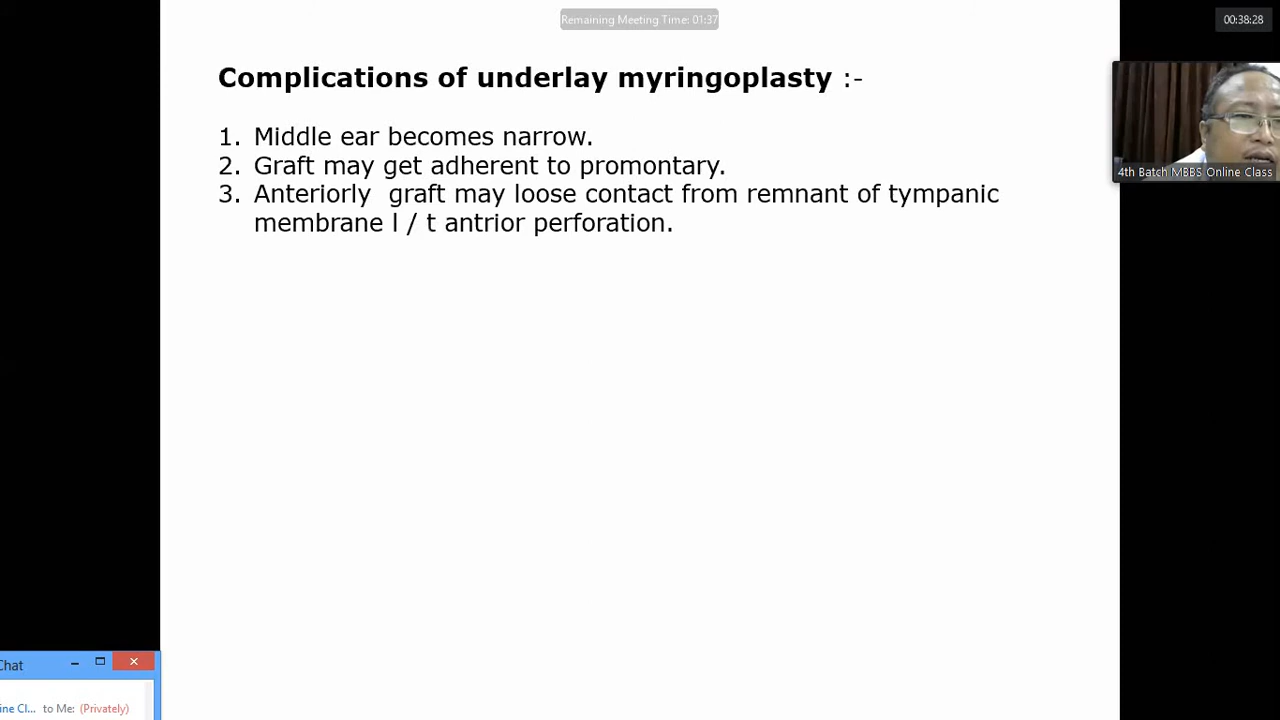 Remaining Meeting Time: 01:37
00:38:28
Complications of underlay myringoplasty :-
1. Middle ear becomes narrow.
2. Graft may get adherent to promontary.
3. Anteriorly graft may loose contact from remnant of tympanic
membrane l / t antrior perforation.
4th Batch MBBS Online Class
Chat
ine Cl... to Me: (Privately)